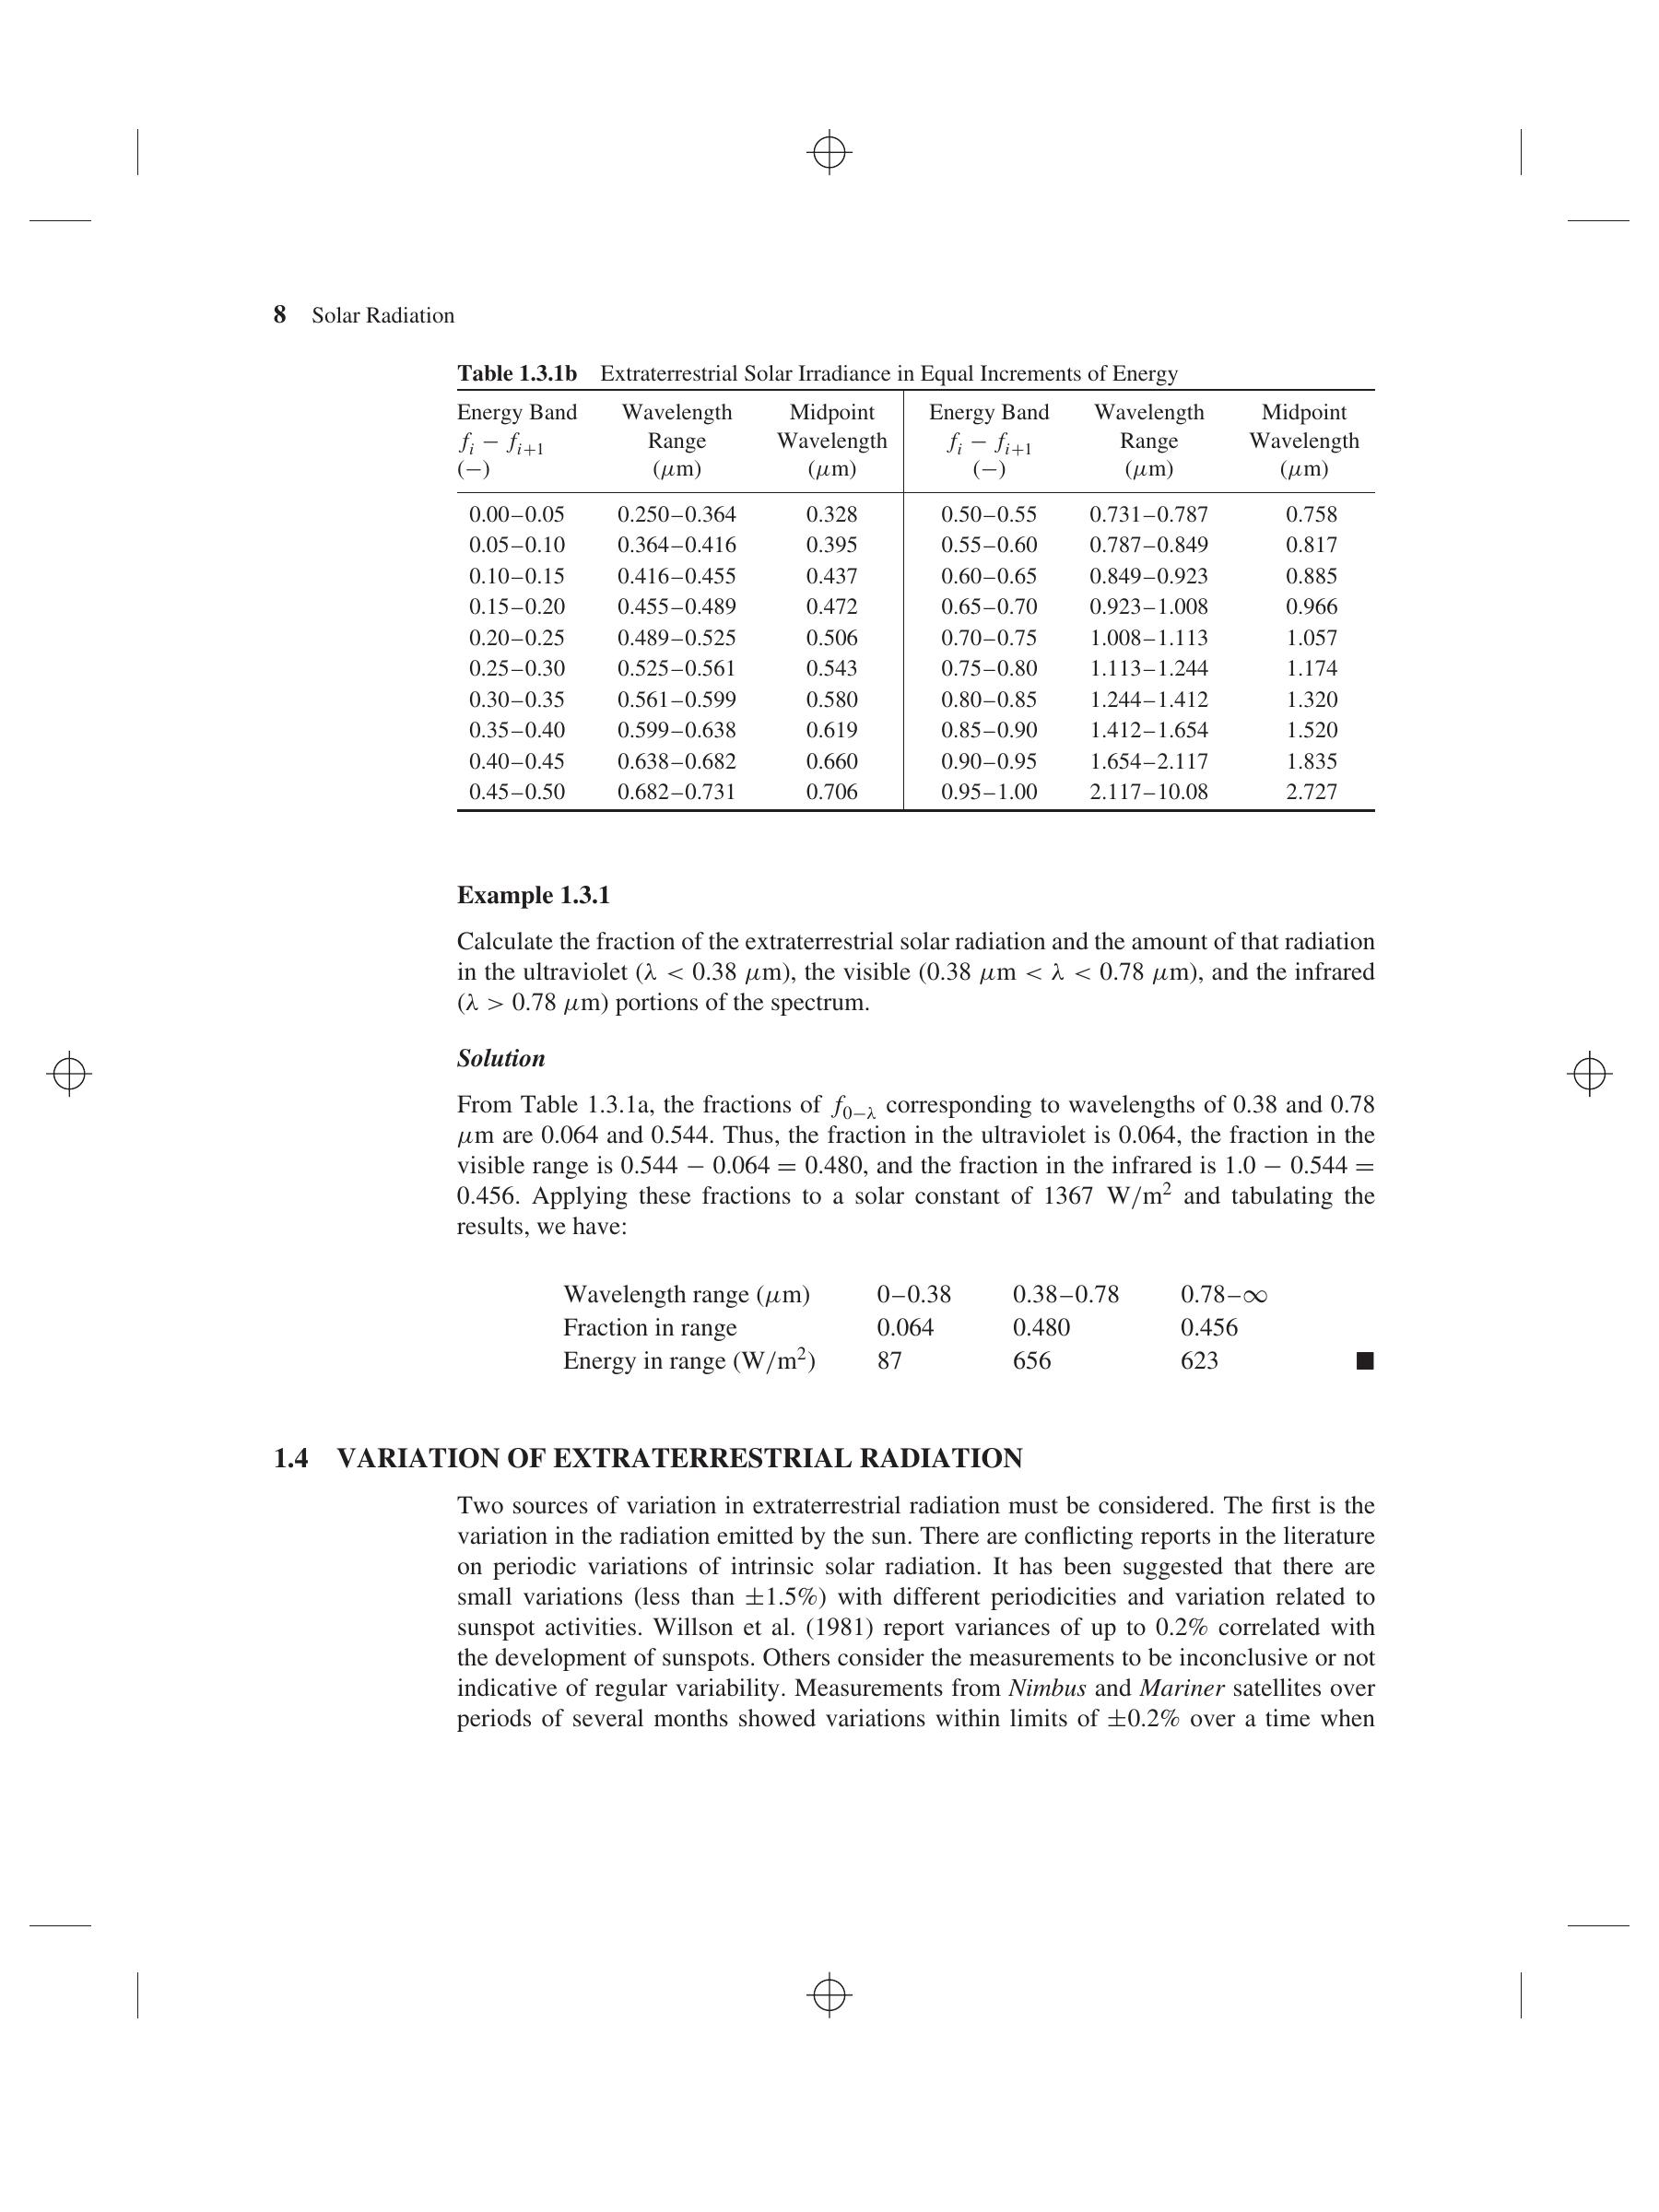 8 Solar Radiation
Table 1.3.1b Extraterrestrial Solar Irradiance in Equal Increments of Energy
Energy Band Wavelength Midpoint Energy Band Wavelength Midpoint
fᵢ − fᵢ₊₁ Range Wavelength fᵢ − fᵢ₊₁ Range Wavelength
(−) (μm) (μm) (−) (μm) (μm)
0.00–0.05 0.250–0.364 0.328 0.50–0.55 0.731–0.787 0.758
0.05–0.10 0.364–0.416 0.395 0.55–0.60 0.787–0.849 0.817
0.10–0.15 0.416–0.455 0.437 0.60–0.65 0.849–0.923 0.885
0.15–0.20 0.455–0.489 0.472 0.65–0.70 0.923–1.008 0.966
0.20–0.25 0.489–0.525 0.506 0.70–0.75 1.008–1.113 1.057
0.25–0.30 0.525–0.561 0.543 0.75–0.80 1.113–1.244 1.174
0.30–0.35 0.561–0.599 0.580 0.80–0.85 1.244–1.412 1.320
0.35–0.40 0.599–0.638 0.619 0.85–0.90 1.412–1.654 1.520
0.40–0.45 0.638–0.682 0.660 0.90–0.95 1.654–2.117 1.835
0.45–0.50 0.682–0.731 0.706 0.95–1.00 2.117–10.08 2.727
Example 1.3.1
Calculate the fraction of the extraterrestrial solar radiation and the amount of that radiation
in the ultraviolet (λ < 0.38 μm), the visible (0.38 μm < λ < 0.78 μm), and the infrared
(λ > 0.78 μm) portions of the spectrum.
Solution
From Table 1.3.1a, the fractions of f₀₋λ corresponding to wavelengths of 0.38 and 0.78
μm are 0.064 and 0.544. Thus, the fraction in the ultraviolet is 0.064, the fraction in the
visible range is 0.544 − 0.064 = 0.480, and the fraction in the infrared is 1.0 − 0.544 =
0.456. Applying these fractions to a solar constant of 1367 W/m² and tabulating the
results, we have:
Wavelength range (μm) 0–0.38 0.38–0.78 0.78–∞
Fraction in range 0.064 0.480 0.456
Energy in range (W/m²) 87 656 623 ■
1.4 VARIATION OF EXTRATERRESTRIAL RADIATION
Two sources of variation in extraterrestrial radiation must be considered. The first is the
variation in the radiation emitted by the sun. There are conflicting reports in the literature
on periodic variations of intrinsic solar radiation. It has been suggested that there are
small variations (less than ±1.5%) with different periodicities and variation related to
sunspot activities. Willson et al. (1981) report variances of up to 0.2% correlated with
the development of sunspots. Others consider the measurements to be inconclusive or not
indicative of regular variability. Measurements from Nimbus and Mariner satellites over
periods of several months showed variations within limits of ±0.2% over a time when